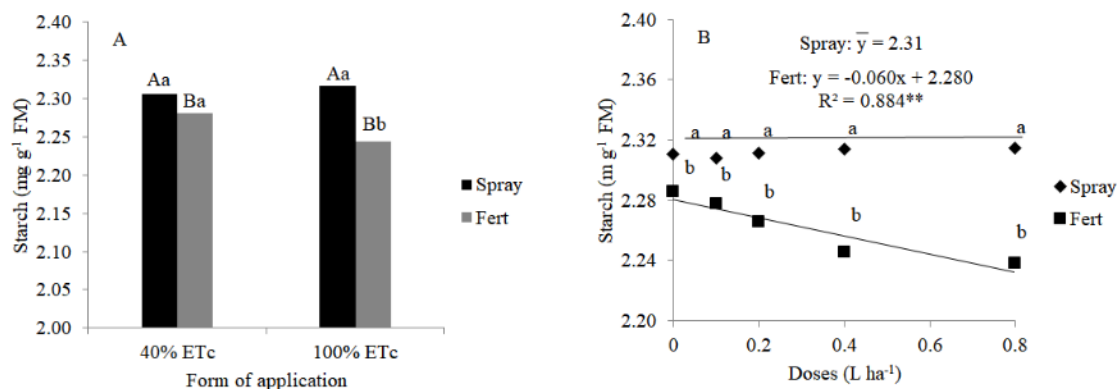 A
2.40
2.35
2.30
2.25
2.20
2.15
2.10
2.05
2.00
Starch (mg g⁻¹ FM)
Aa
Ba
Aa
Bb
40% ETc
100% ETc
Form of application
Spray
Fert
B
2.40
2.36
2.32
2.28
2.24
2.20
Starch (m g⁻¹ FM)
Spray: y̅ = 2.31
Fert: y = -0.060x + 2.280
R² = 0.884**
a a a a a
b b b b b
0 0.2 0.4 0.6 0.8
Doses (L ha⁻¹)
Spray
Fert